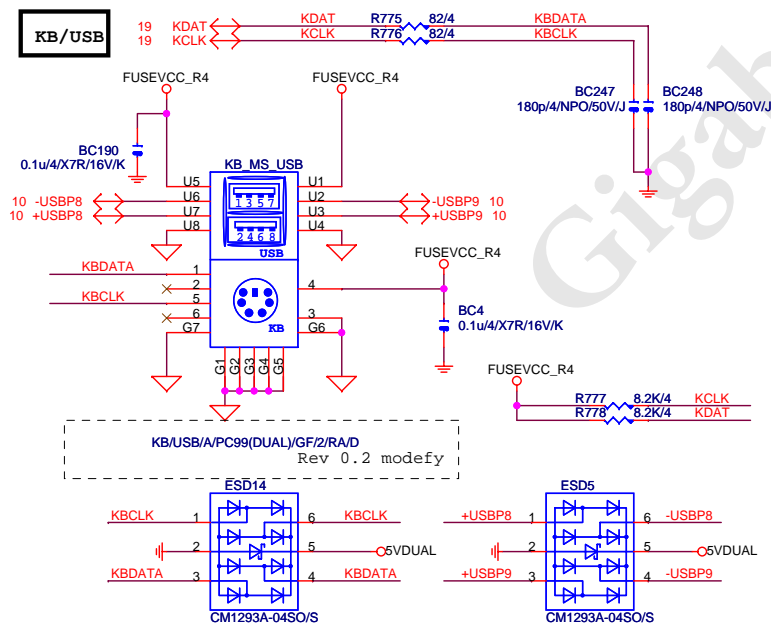 KB/USB
19 KDAT KDAT R775 82/4 KBDATA
19 KCLK KCLK R776 82/4 KBCLK
FUSEVCC_R4 FUSEVCC_R4
BC247 BC248
180p/4/NPO/50V/J 180p/4/NPO/50V/J
BC190
0.1u/4/X7R/16V/K
KB_MS_USB
U5 U1
10 -USBP8 U6 U2 -USBP9 10
10 +USBP8 U7 U3 +USBP9 10
U8 U4
1 3 5 7
2 4 6 8
USB
FUSEVCC_R4
KBDATA 1
2 4
KBCLK 5
6 3
G7 G6
KB
BC4
0.1u/4/X7R/16V/K
G1 G2 G3 G4 G5
FUSEVCC_R4
R777 8.2K/4 KCLK
R778 8.2K/4 KDAT
KB/USB/A/PC99(DUAL)/GF/2/RA/D
Rev 0.2 modefy
ESD14 ESD5
KBCLK 1 6 KBCLK +USBP8 1 6 -USBP8
2 5 5VDUAL 2 5 5VDUAL
KBDATA 3 4 KBDATA +USBP9 3 4 -USBP9
CM1293A-04SO/S CM1293A-04SO/S
Gigab